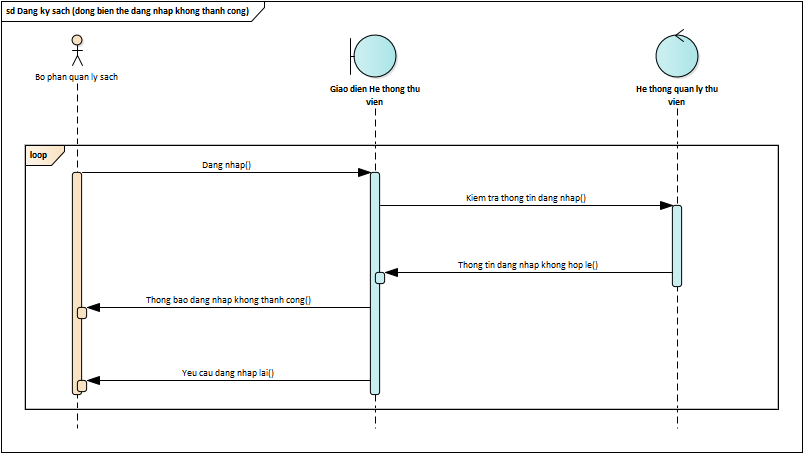 sd Dang ky sach (dong bien the dang nhap khong thanh cong)
Bo phan quan ly sach
Giao dien He thong thu
vien
He thong quan ly thu
vien
loop
Dang nhap()
Kiem tra thong tin dang nhap()
Thong tin dang nhap khong hop le()
Thong bao dang nhap khong thanh cong()
Yeu cau dang nhap lai()